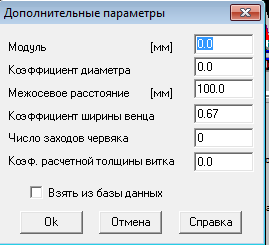 Дополнительные параметры
Модуль [мм] 0.0
Коэффициент диаметра 0.0
Межосевое расстояние [мм] 100.0
Коэффициент ширины венца 0.67
Число заходов червяка 0
Коэф. расчетной толщины витка 0.0
Взять из базы данных
Ok Отмена Справка